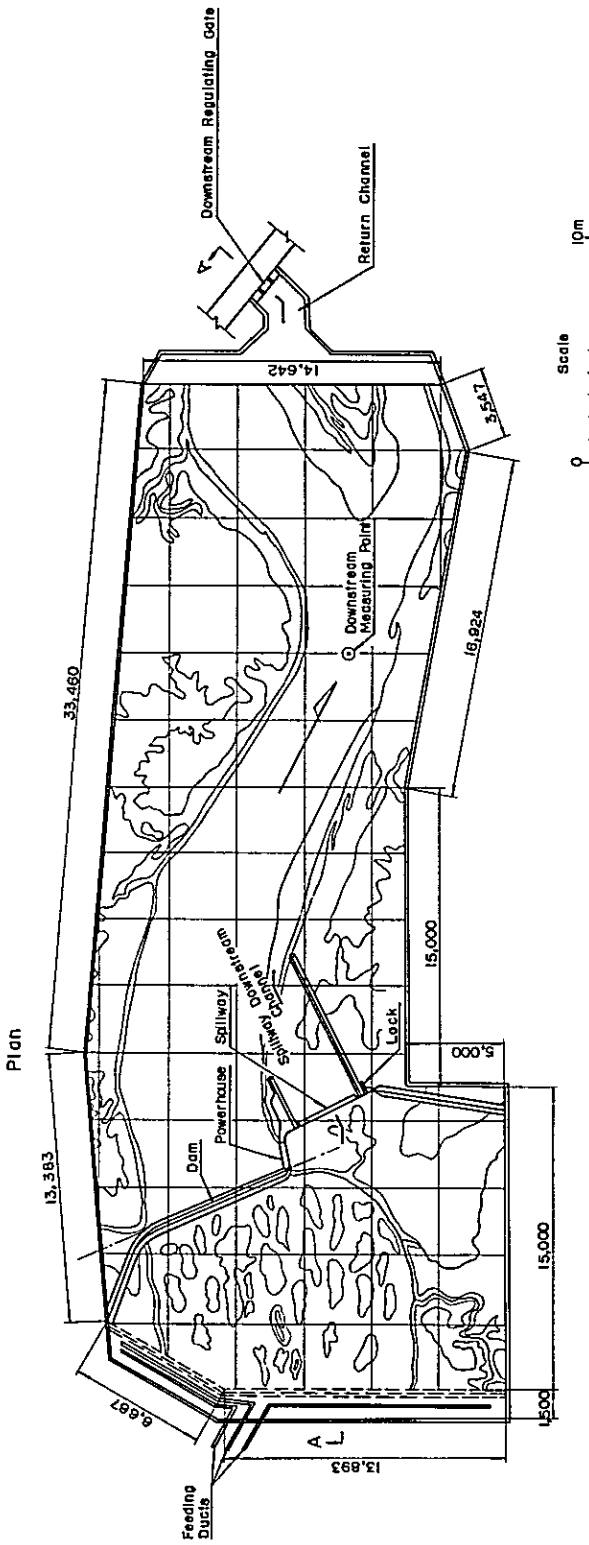 Plan
33,460
13,383
6,667
Feeding
Ducts
A
13,893
1,500
15,000
5,000
15,000
16,924
3,547
14,642
Dam
Powerhouse
Spillway
Spillway Downstream
Channel
Lock
Downstream
Measuring Point
A
Downstream Regulating Gate
Return Channel
Scale
0
10m